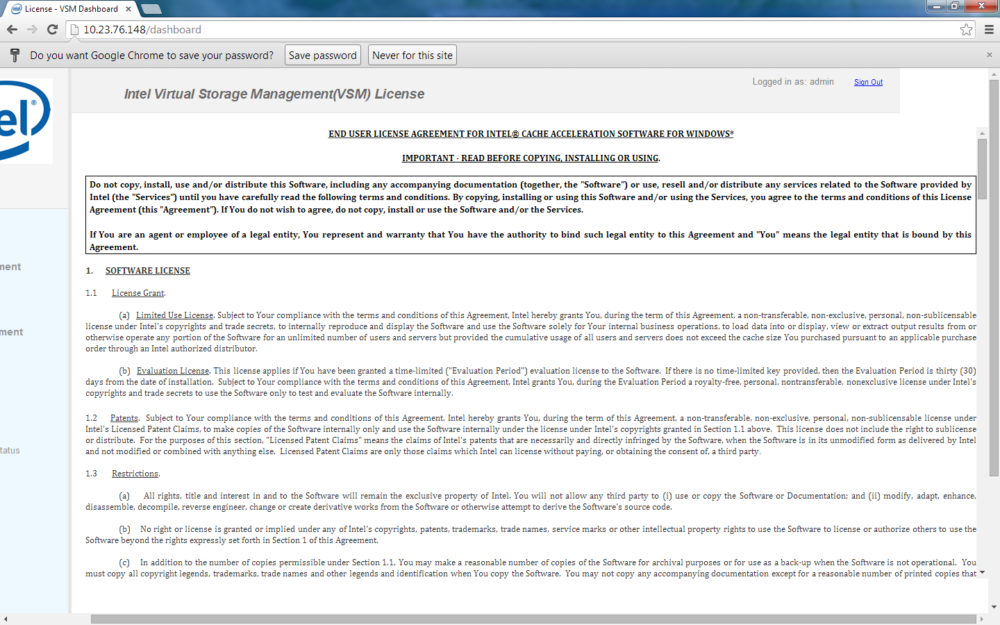 License - VSM Dashboard
10.23.76.148/dashboard
Do you want Google Chrome to save your password? Save password Never for this site
Intel Virtual Storage Management(VSM) License
Logged in as: admin Sign Out
el®
ment
ment
tatus
END USER LICENSE AGREEMENT FOR INTEL® CACHE ACCELERATION SOFTWARE FOR WINDOWS*
IMPORTANT - READ BEFORE COPYING, INSTALLING OR USING.
Do not copy, install, use and/or distribute this Software, including any accompanying documentation (together, the "Software") or use, resell and/or distribute any services related to the Software provided by
Intel (the "Services") until you have carefully read the following terms and conditions. By copying, installing or using this Software and/or using the Services, you agree to the terms and conditions of this License
Agreement (this "Agreement"). If You do not wish to agree, do not copy, install or use the Software and/or the Services.
If You are an agent or employee of a legal entity, You represent and warranty that You have the authority to bind such legal entity to this Agreement and "You" means the legal entity that is bound by this
Agreement.
1. SOFTWARE LICENSE
1.1 License Grant.
(a) Limited Use License. Subject to Your compliance with the terms and conditions of this Agreement, Intel hereby grants You, during the term of this Agreement, a non-transferable, non-exclusive, personal, non-sublicensable
license under Intel's copyrights and trade secrets, to internally reproduce and display the Software and use the Software solely for Your internal business operations, to load data into or display, view or extract output results from or
otherwise operate any portion of the Software for an unlimited number of users and servers but provided the cumulative usage of all users and servers does not exceed the cache size You purchased pursuant to an applicable purchase
order through an Intel authorized distributor.
(b) Evaluation License. This license applies if You have been granted a time-limited ("Evaluation Period") evaluation license to the Software. If there is no time-limited key provided, then the Evaluation Period is thirty (30)
days from the date of installation. Subject to Your compliance with the terms and conditions of this Agreement, Intel grants You, during the Evaluation Period a royalty-free, personal, nontransferable, nonexclusive license under Intel's
copyrights and trade secrets to use the Software only to test and evaluate the Software internally.
1.2 Patents. Subject to Your compliance with the terms and conditions of this Agreement, Intel hereby grants You, during the term of this Agreement, a non-transferable, non-exclusive, personal, non-sublicensable license under
Intel's Licensed Patent Claims, to make copies of the Software internally only and use the Software internally under the license under Intel's copyrights granted in Section 1.1 above. This license does not include the right to sublicense
or distribute. For the purposes of this section, "Licensed Patent Claims" means the claims of Intel's patents that are necessarily and directly infringed by the Software, when the Software is in its unmodified form as delivered by Intel
and not modified or combined with anything else. Licensed Patent Claims are only those claims which Intel can license without paying, or obtaining the consent of, a third party.
1.3 Restrictions.
(a) All rights, title and interest in and to the Software will remain the exclusive property of Intel. You will not allow any third party to (i) use or copy the Software or Documentation; and (ii) modify, adapt, enhance,
disassemble, decompile, reverse engineer, change or create derivative works from the Software or otherwise attempt to derive the Software's source code.
(b) No right or license is granted or implied under any of Intel's copyrights, patents, trademarks, trade names, service marks or other intellectual property rights to use the Software to license or authorize others to use the
Software beyond the rights expressly set forth in Section 1 of this Agreement.
(c) In addition to the number of copies permissible under Section 1.1, You may make a reasonable number of copies of the Software for archival purposes or for use as a back-up when the Software is not operational. You
must copy all copyright legends, trademarks, trade names and other legends and identification when You copy the Software. You may not copy any accompanying documentation except for a reasonable number of printed copies that